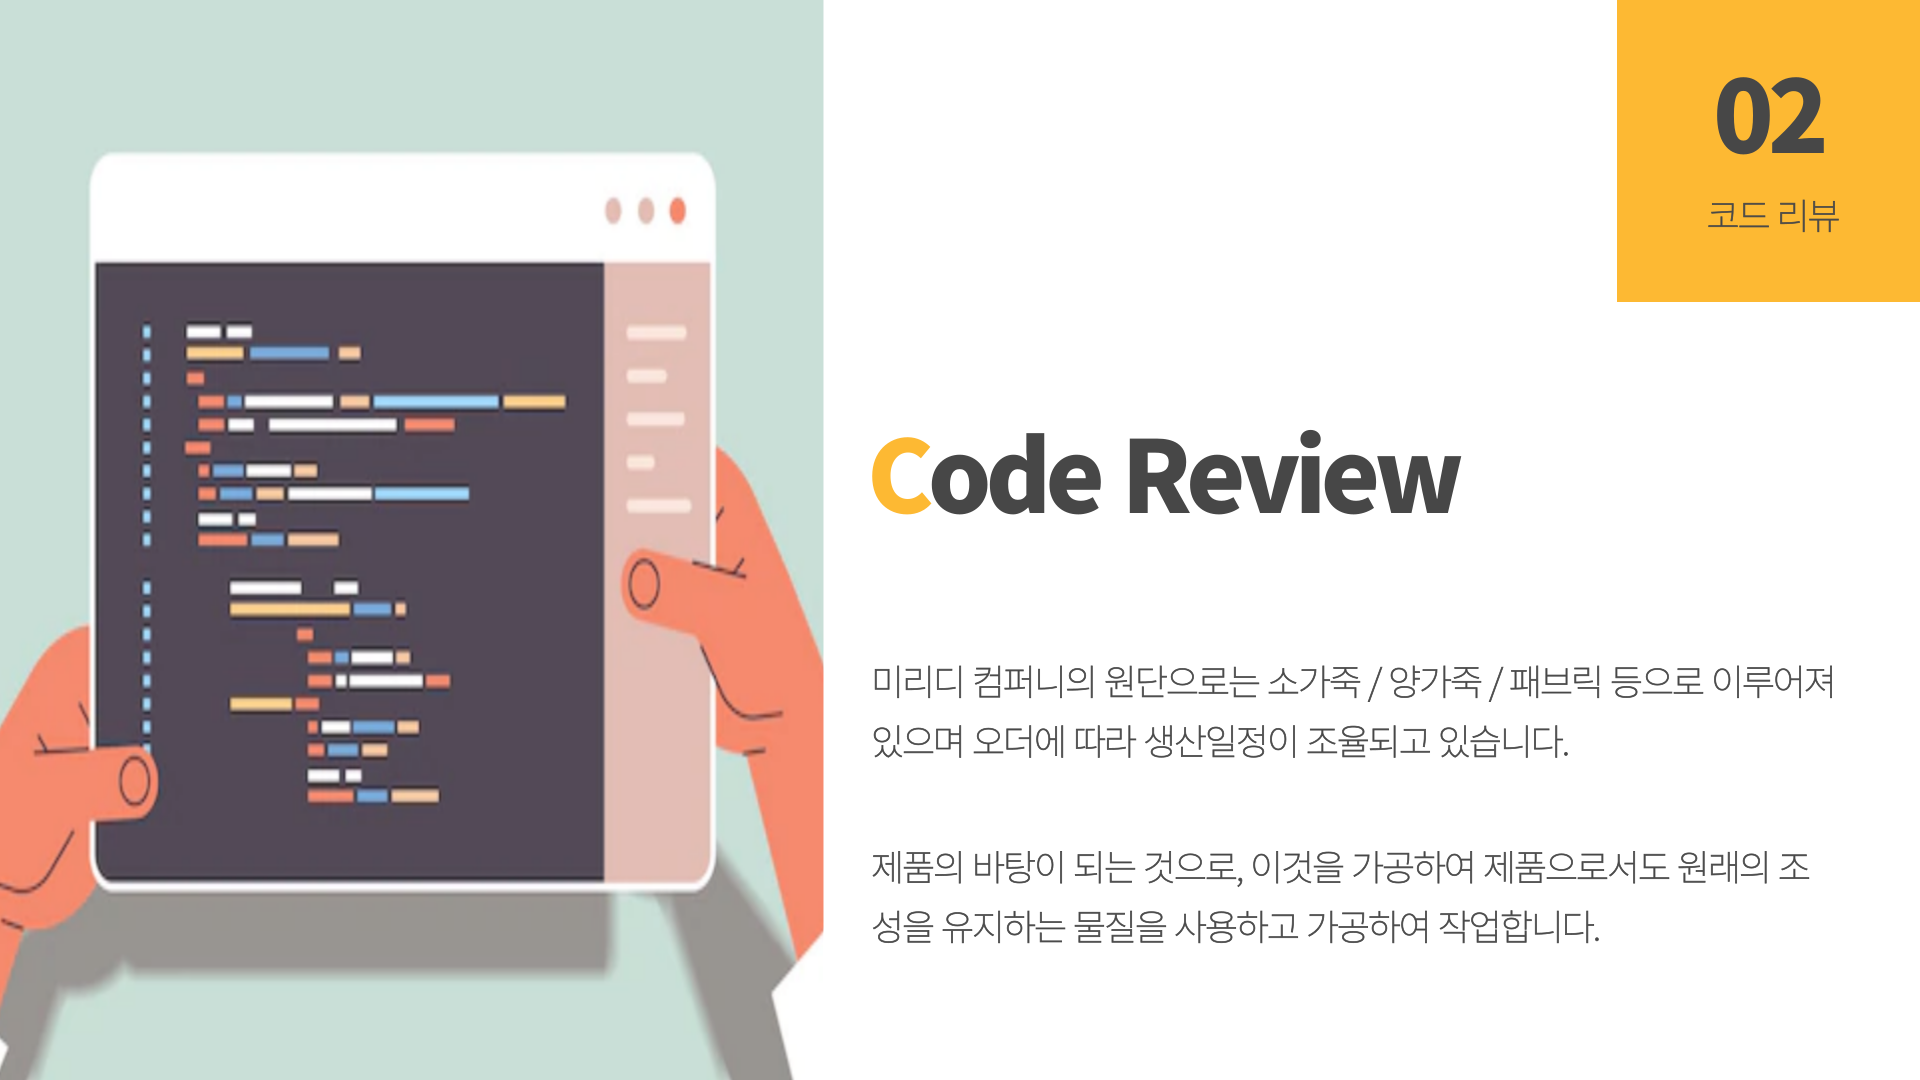 02
코드 리뷰
Code Review
미리디 컴퍼니의 원단으로는 소가죽 / 양가죽 / 패브릭 등으로 이루어져
있으며 오더에 따라 생산일정이 조율되고 있습니다.
제품의 바탕이 되는 것으로, 이것을 가공하여 제품으로서도 원래의 조
성을 유지하는 물질을 사용하고 가공하여 작업합니다.